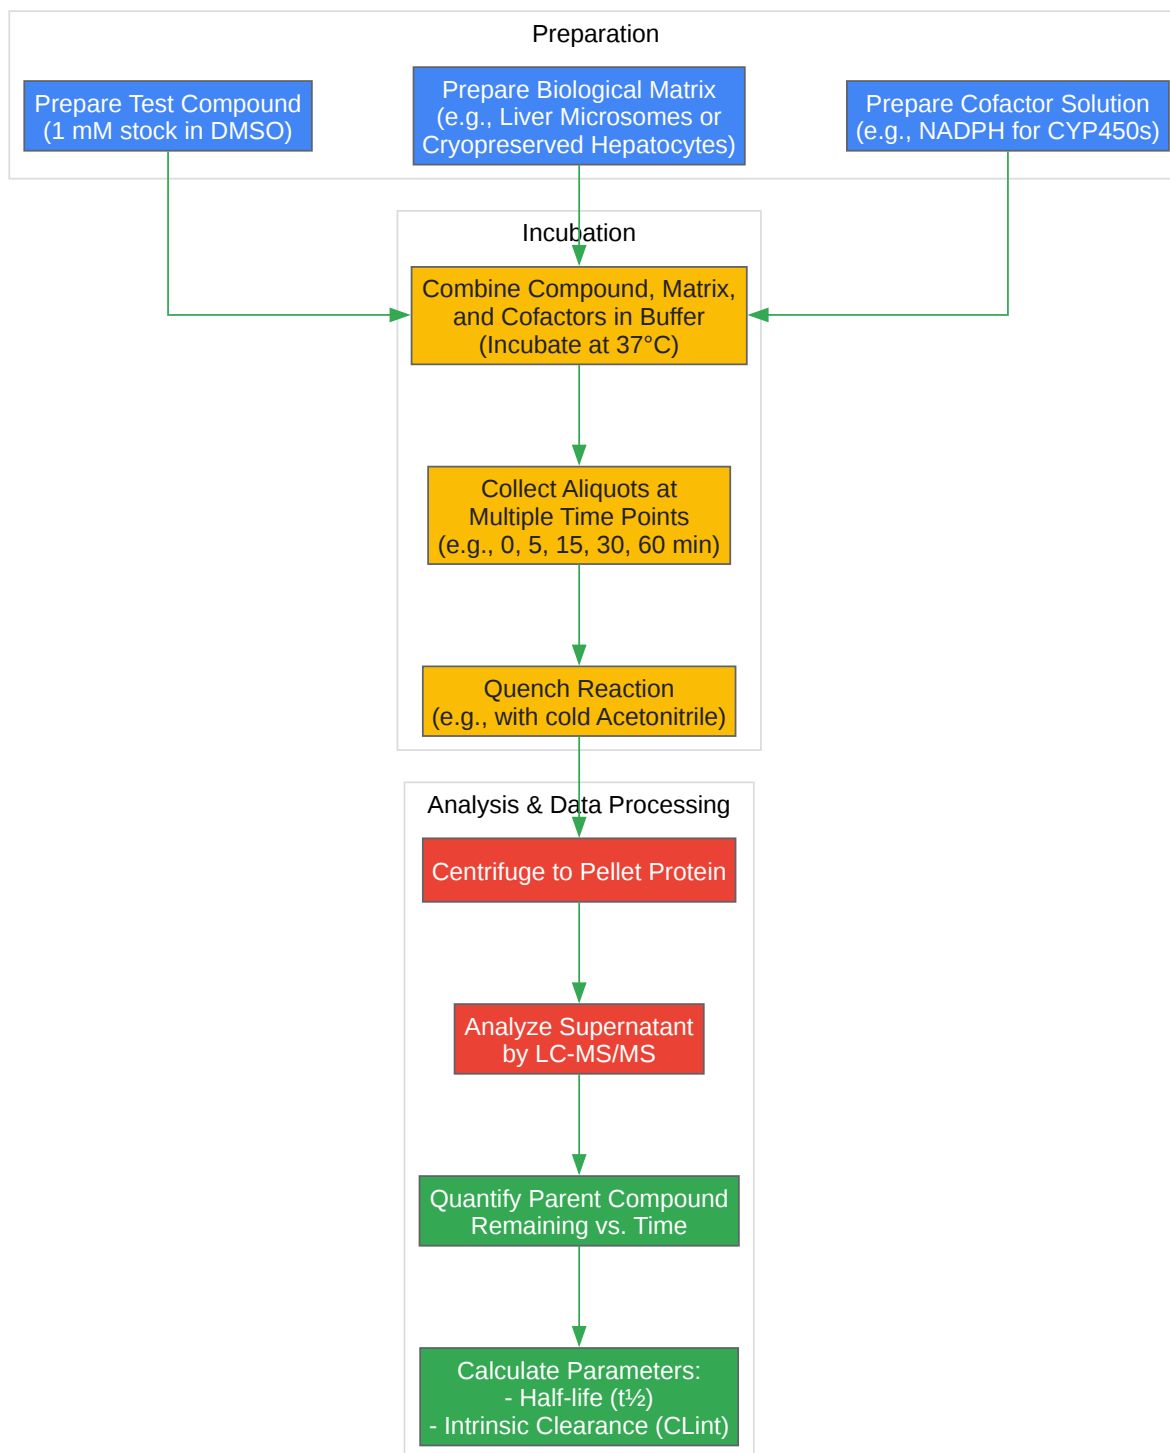 Preparation
Prepare Test Compound
(1 mM stock in DMSO)
Prepare Biological Matrix
(e.g., Liver Microsomes or
Cryopreserved Hepatocytes)
Prepare Cofactor Solution
(e.g., NADPH for CYP450s)
Incubation
Combine Compound, Matrix,
and Cofactors in Buffer
(Incubate at 37°C)
Collect Aliquots at
Multiple Time Points
(e.g., 0, 5, 15, 30, 60 min)
Quench Reaction
(e.g., with cold Acetonitrile)
Analysis & Data Processing
Centrifuge to Pellet Protein
Analyze Supernatant
by LC-MS/MS
Quantify Parent Compound
Remaining vs. Time
Calculate Parameters:
- Half-life (t½)
- Intrinsic Clearance (CLint)